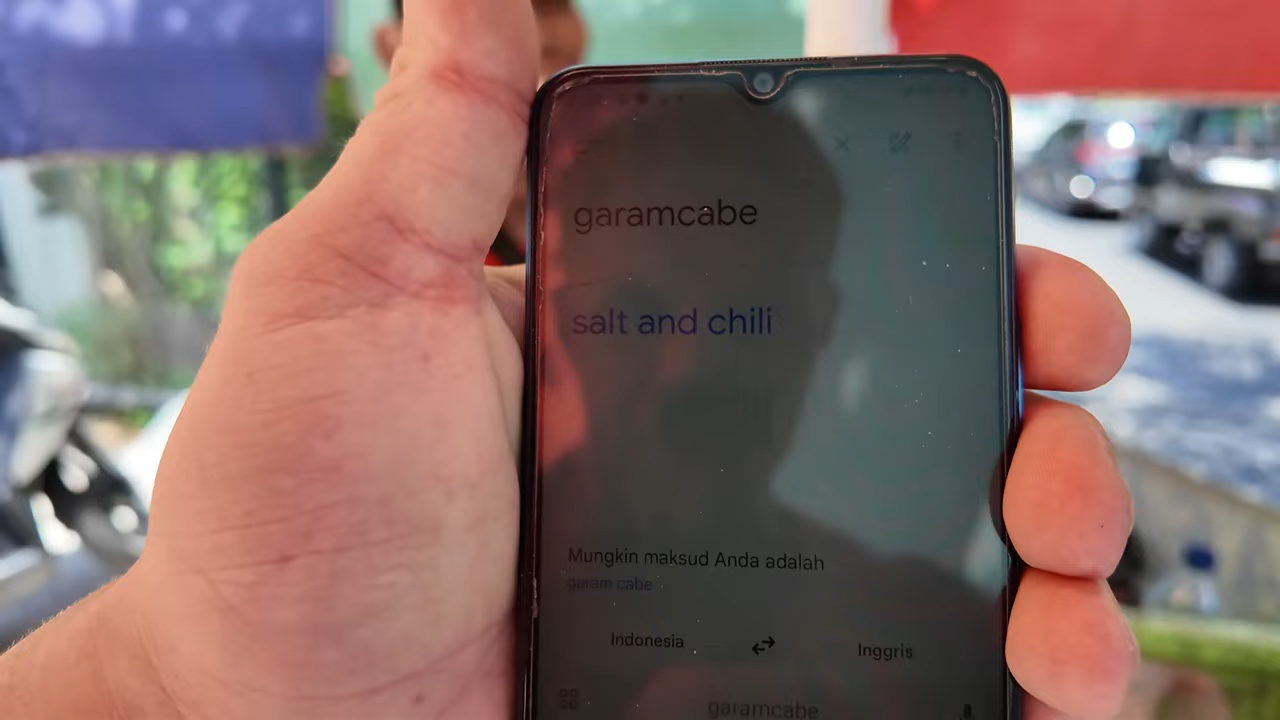 garamcabe
salt and chili
Mungkin maksud Anda adalah
garam cabe
Indonesia
Inggris
garamcabe